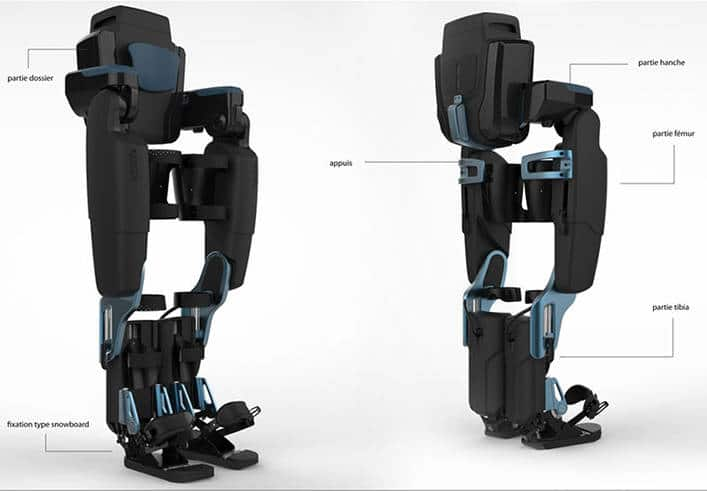 partie dossier
partie hanche
partie fémur
appuis
partie tibia
fixation type snowboard